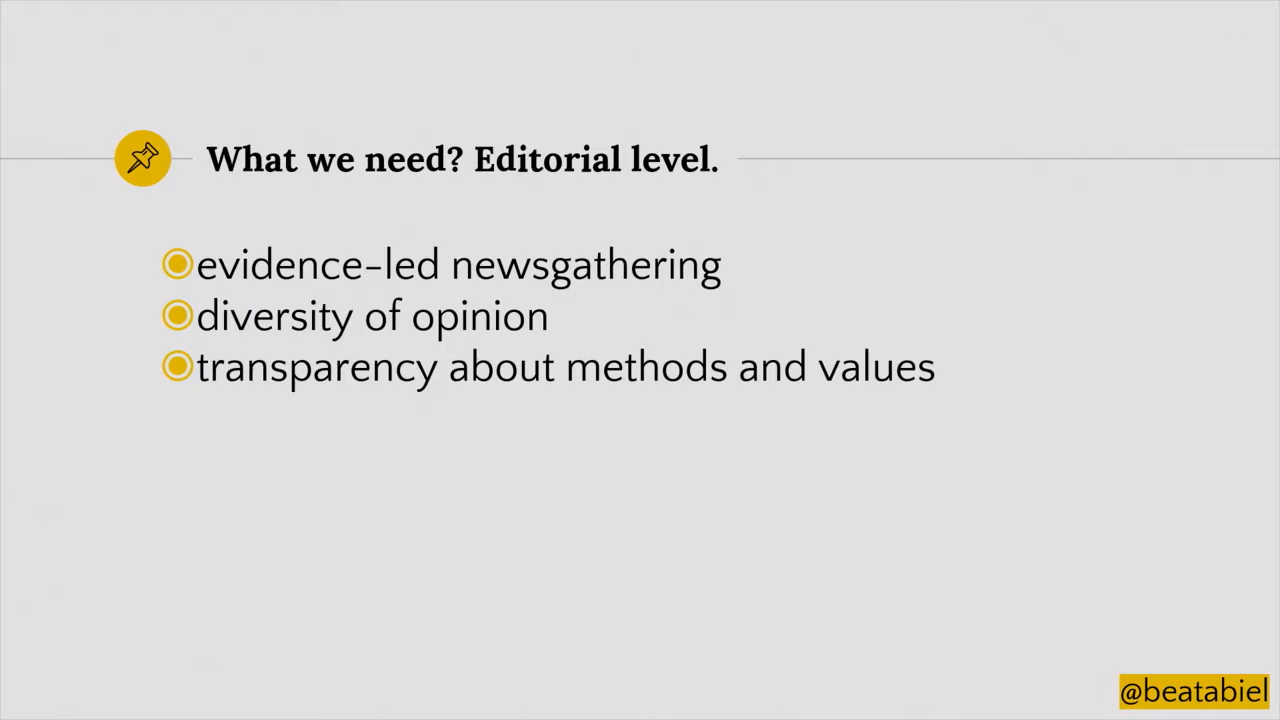 What we need? Editorial level.
evidence-led newsgathering
diversity of opinion
transparency about methods and values
@beatabiel